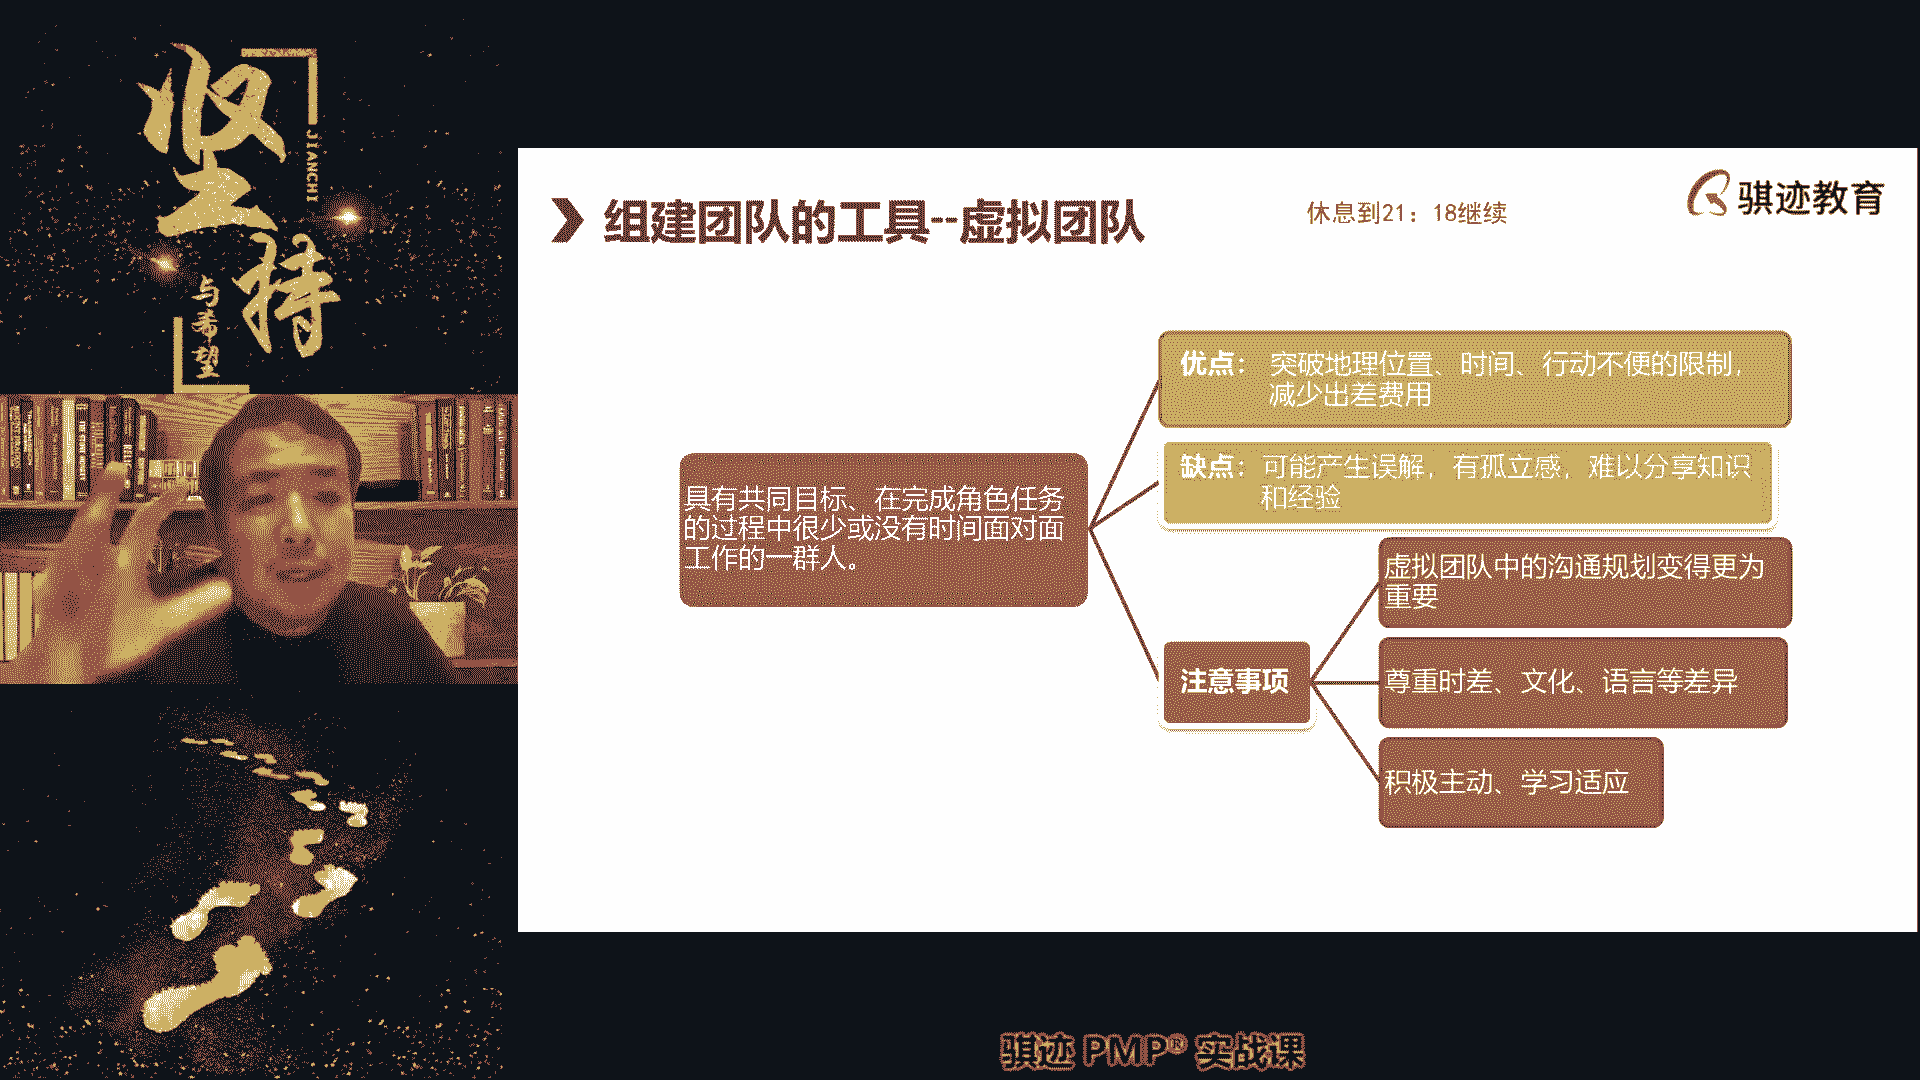 坚持
JIANCHI
与希望
组建团队的工具--虚拟团队
休息到21：18继续
骐迹教育
具有共同目标、在完成角色任务
的过程中很少或没有时间面对面
工作的一群人。
优点： 突破地理位置、时间、行动不便的限制，
减少出差费用
缺点： 可能产生误解，有孤立感，难以分享知识
和经验
注意事项
虚拟团队中的沟通规划变得更为
重要
尊重时差、文化、语言等差异
积极主动、学习适应
骐迹 PMP® 实战课